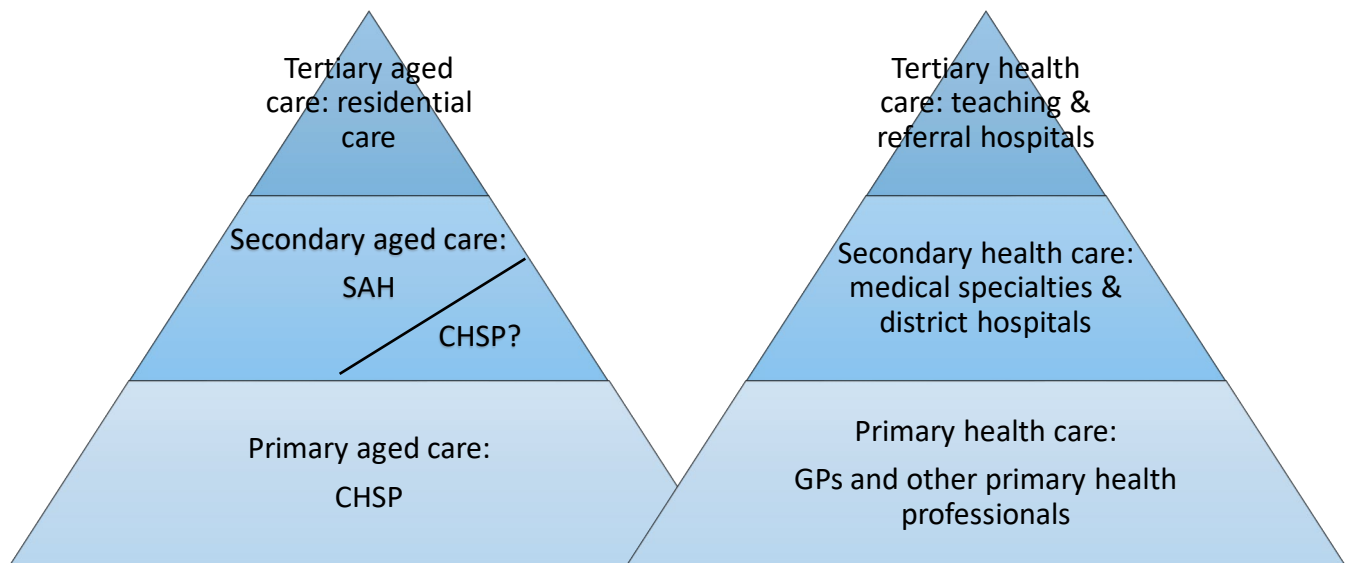 Tertiary aged
care: residential
care
Secondary aged care:
SAH
CHSP?
Primary aged care:
CHSP
Tertiary health
care: teaching &
referral hospitals
Secondary health care:
medical specialties &
district hospitals
Primary health care:
GPs and other primary health
professionals